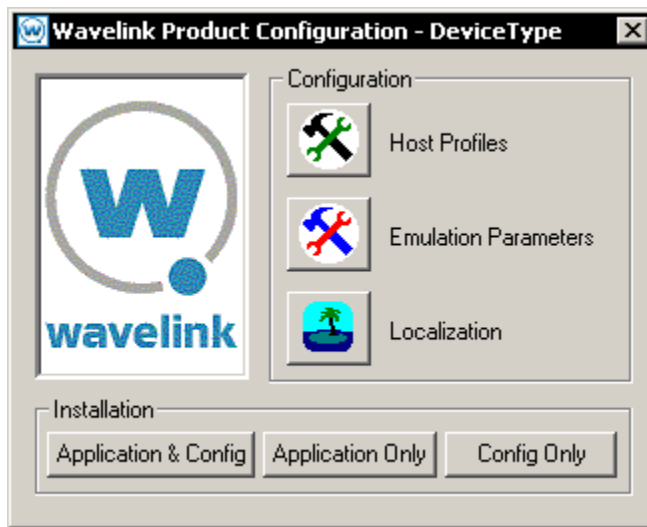 Wavelink Product Configuration - DeviceType
w
wavelink
Configuration
Host Profiles
Emulation Parameters
Localization
Installation
Application & Config
Application Only
Config Only